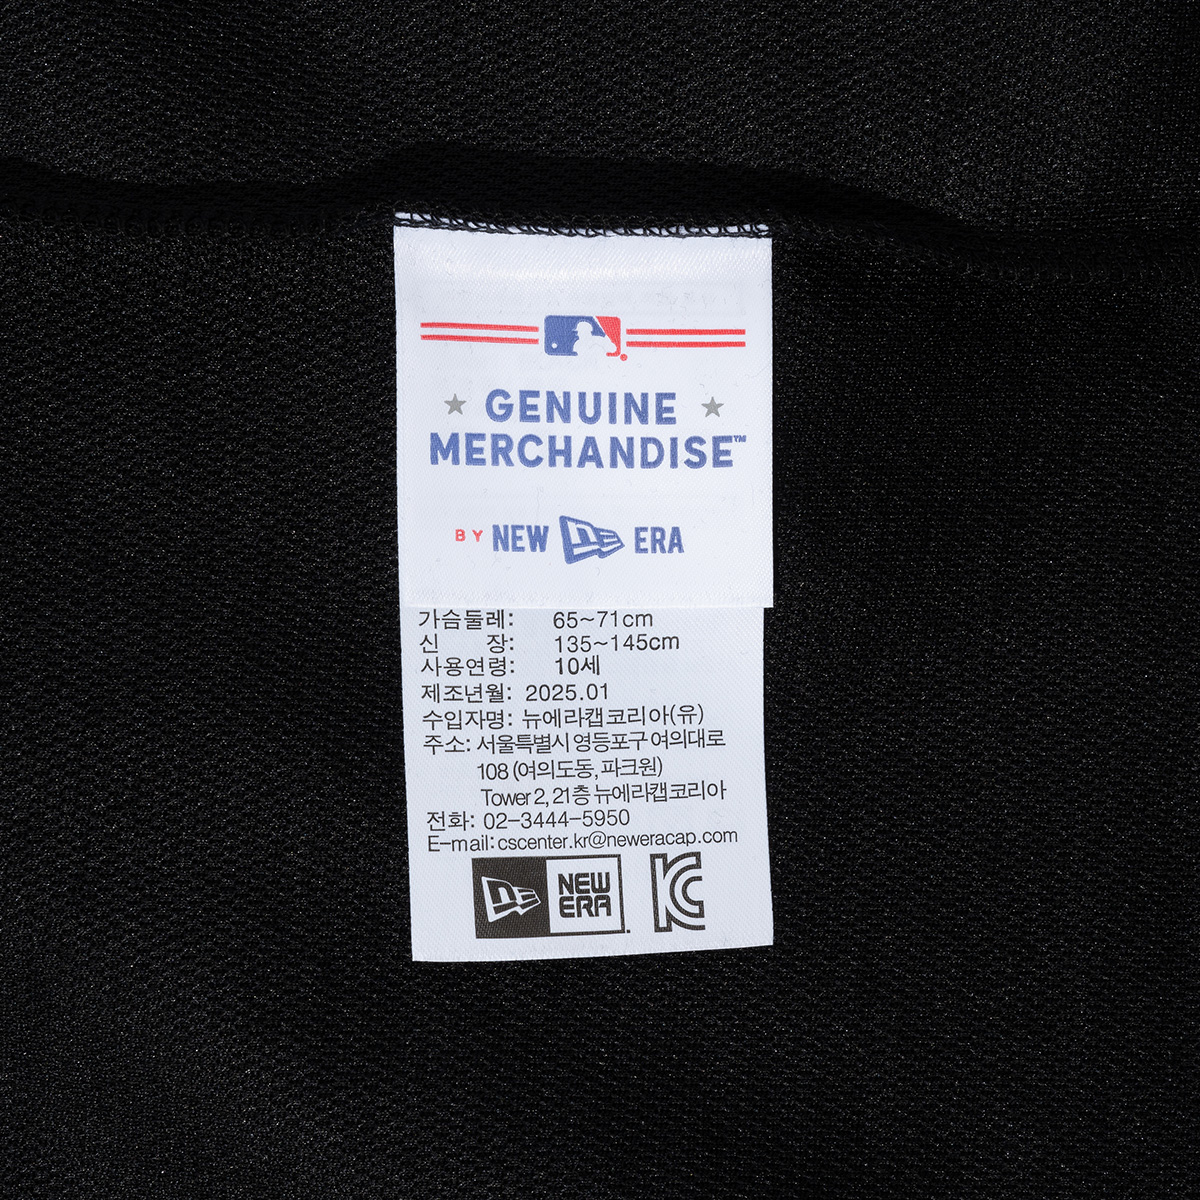 GENUINE
MERCHANDISE™
BY NEW ERA
가슴둘레: 65~71cm
신 장: 135~145cm
사용연령: 10세
제조년월: 2025.01
수입자명: 뉴에라캡코리아(유)
주소: 서울특별시 영등포구 여의대로
108 (여의도동, 파크원)
Tower 2, 21층 뉴에라캡코리아
전화: 02-3444-5950
E-mail: cscenter.kr@neweracap.com
NEW
ERA
KC